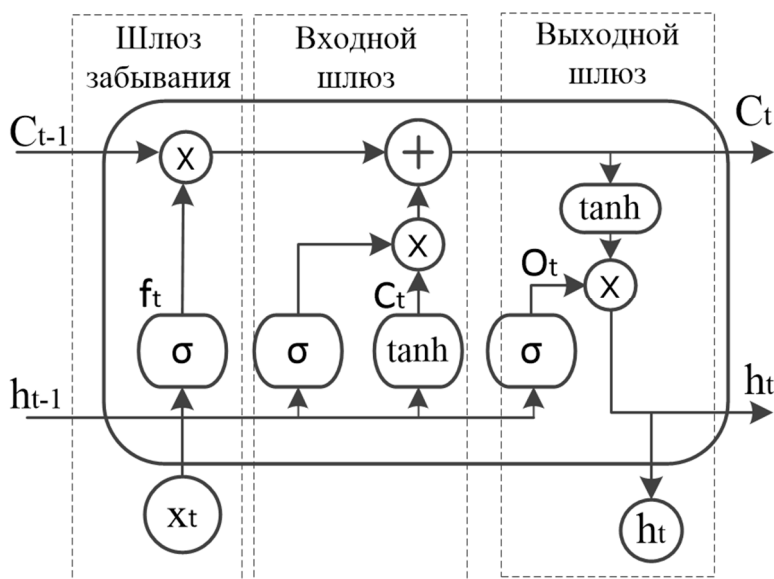 Шлюз
забывания
Входной
шлюз
Выходной
шлюз
Ct-1
Ct
X
+
tanh
X
Ot
X
ft
Ct
σ
σ
tanh
σ
ht-1
ht
xt
ht